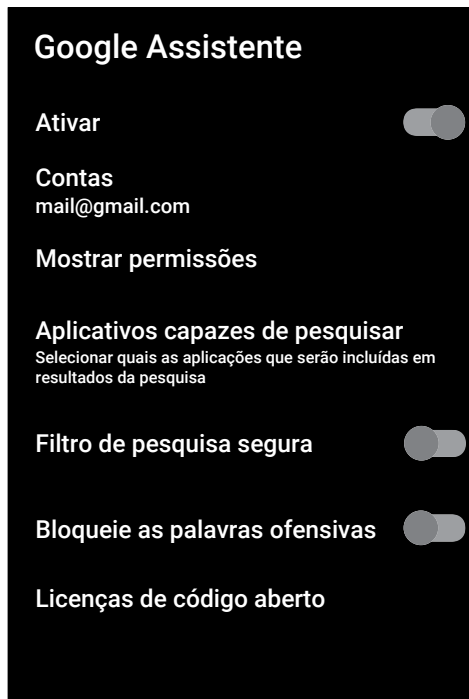 Google Assistente
Ativar
Contas
mail@gmail.com
Mostrar permissões
Aplicativos capazes de pesquisar
Selecionar quais as aplicações que serão incluídas em
resultados da pesquisa
Filtro de pesquisa segura
Bloqueie as palavras ofensivas
Licenças de código aberto